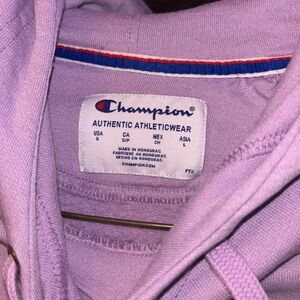 Champion
AUTHENTIC ATHLETICWEAR
USA CA MEX ASIA
S S/P CH L
MADE IN HONDURAS
FABRIQUÉ AU HONDURAS
HECHO EN HONDURAS
CHAMPION.COM